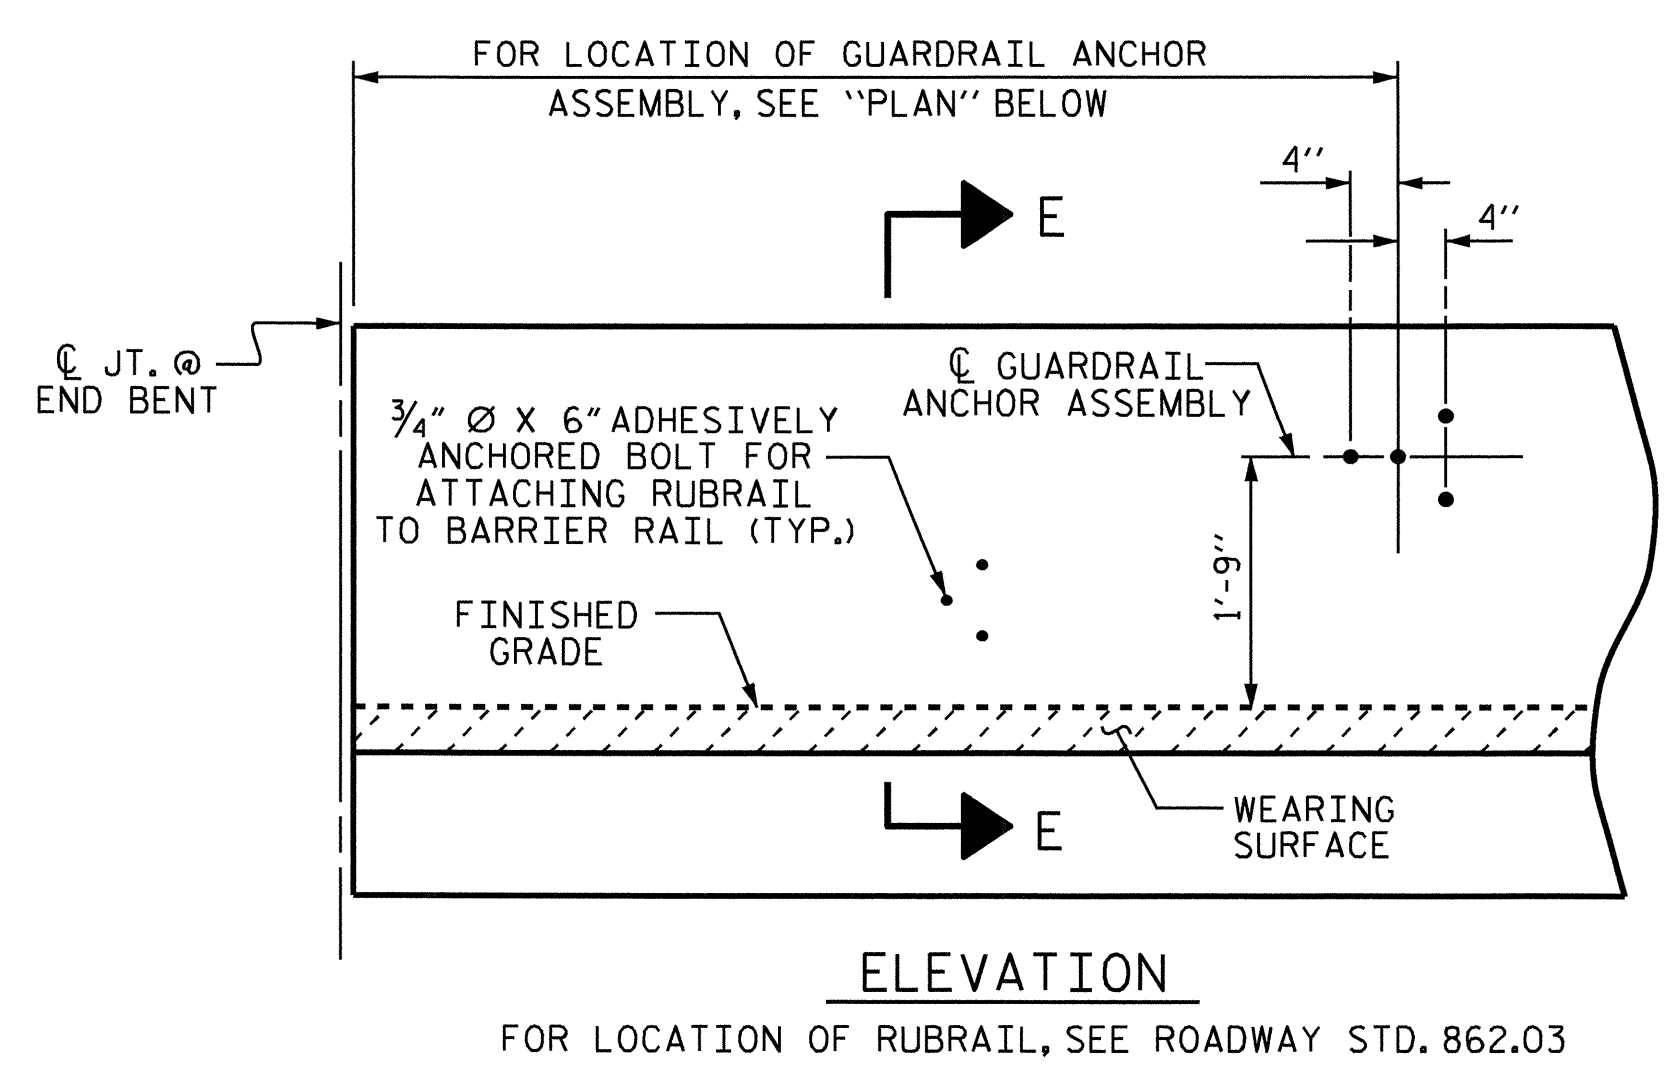 FOR LOCATION OF GUARDRAIL ANCHOR
ASSEMBLY, SEE "PLAN" BELOW
4"
4"
E
℄ JT. @
END BENT
℄ GUARDRAIL
ANCHOR ASSEMBLY
¾" Ø X 6" ADHESIVELY
ANCHORED BOLT FOR
ATTACHING RUBRAIL
TO BARRIER RAIL (TYP.)
1'-9"
FINISHED
GRADE
WEARING
SURFACE
E
ELEVATION
FOR LOCATION OF RUBRAIL, SEE ROADWAY STD. 862.03